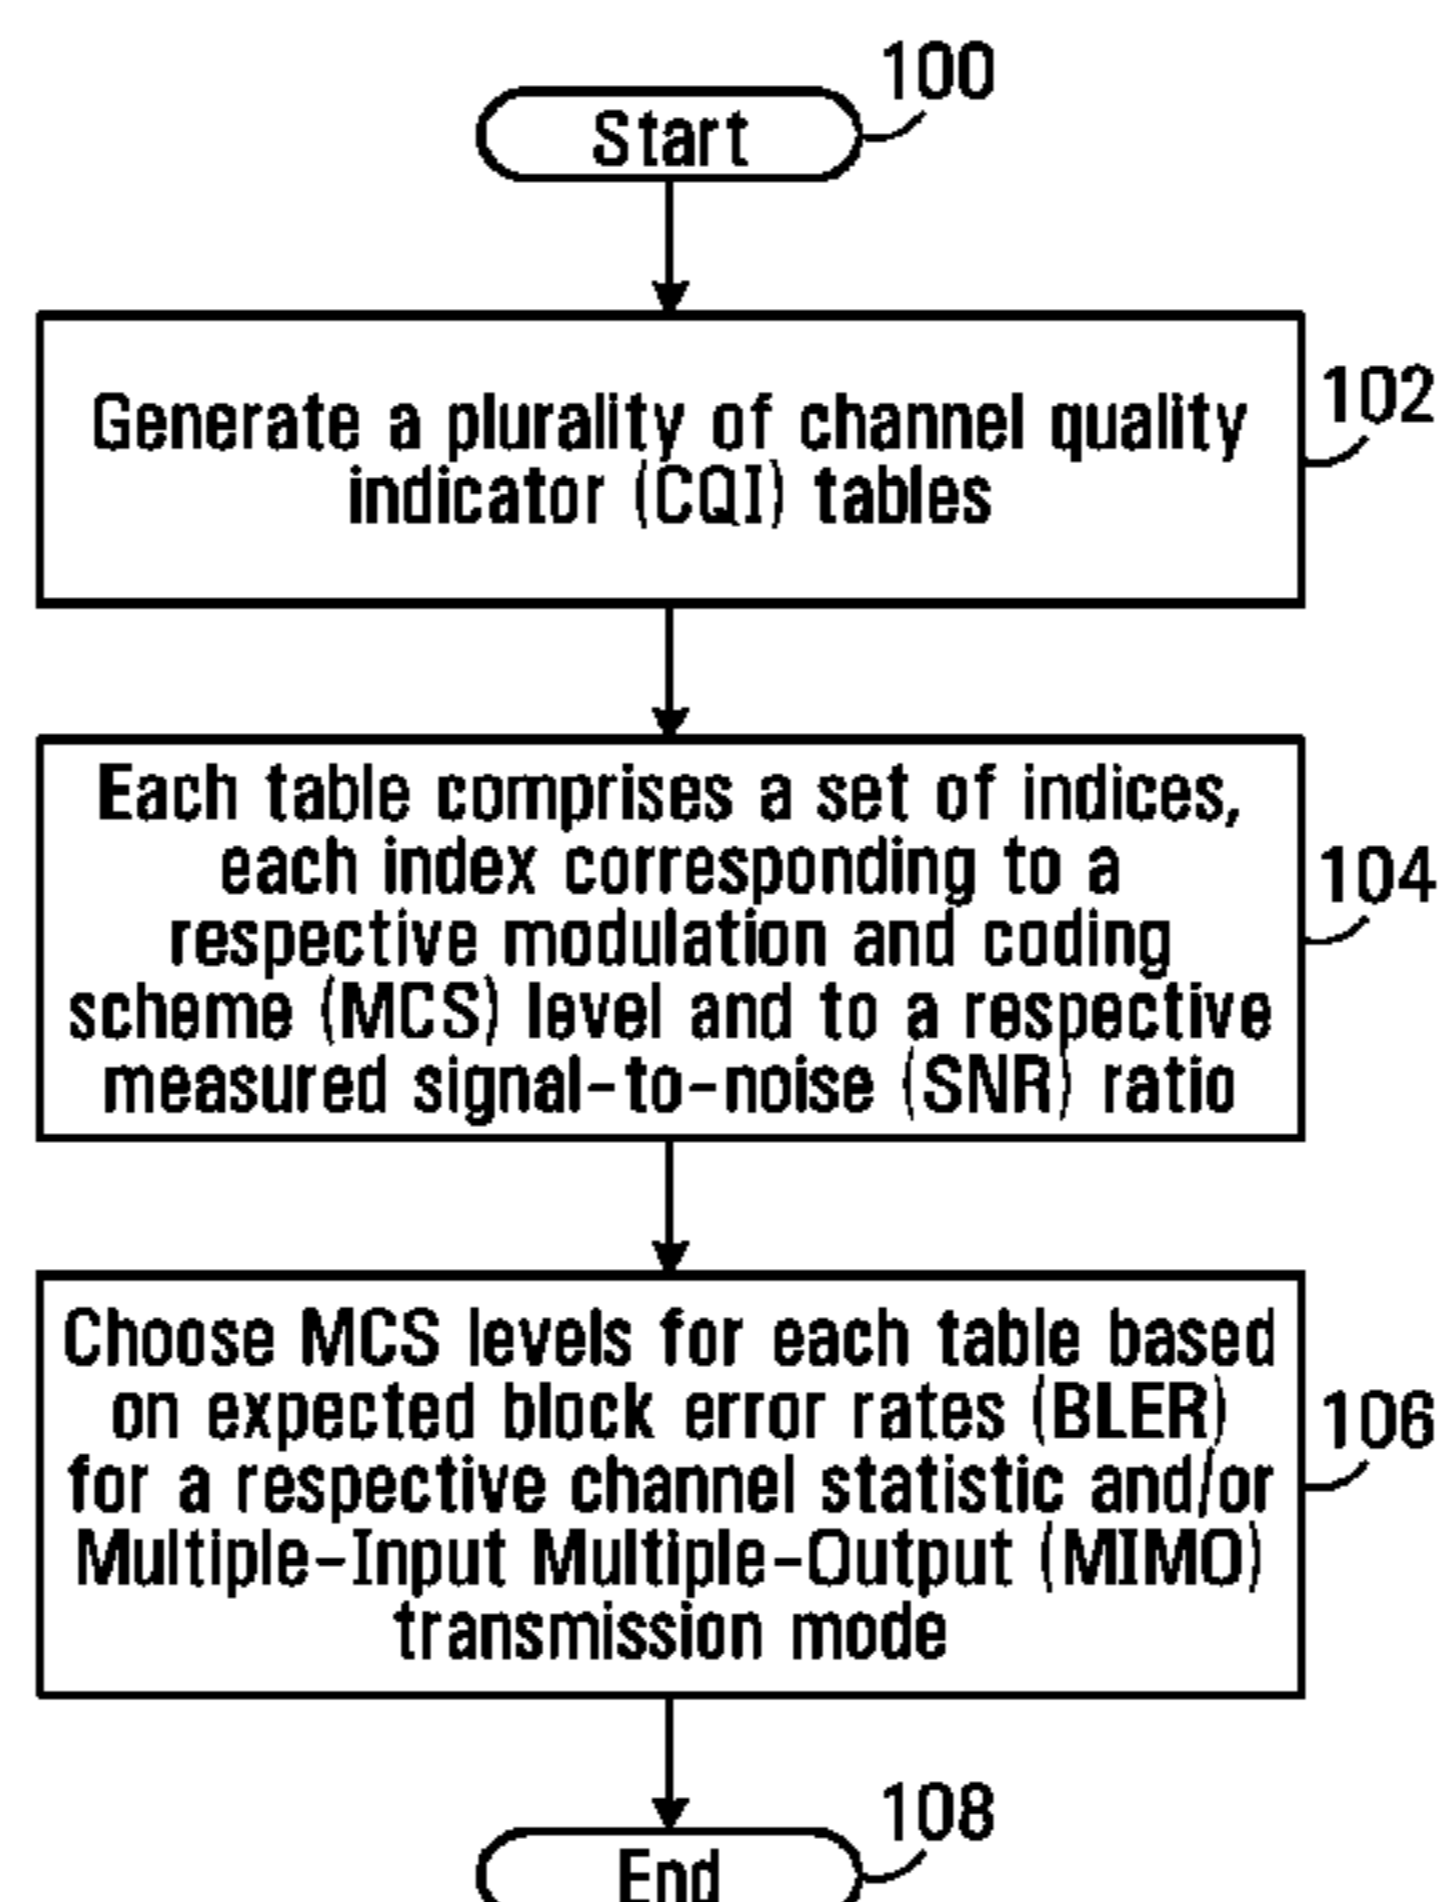 100
Start
102
Generate a plurality of channel quality
indicator (CQI) tables
Each table comprises a set of indices,
each index corresponding to a
104
respective modulation and coding
scheme (MCS) level and to a respective
measured signal-to-noise (SNR) ratio
Choose MCS levels for each table based
on expected block error rates (BLER)
106
for a respective channel statistic and/or
Multiple-Input Multiple-Output (MIMO)
transmission mode
108
End